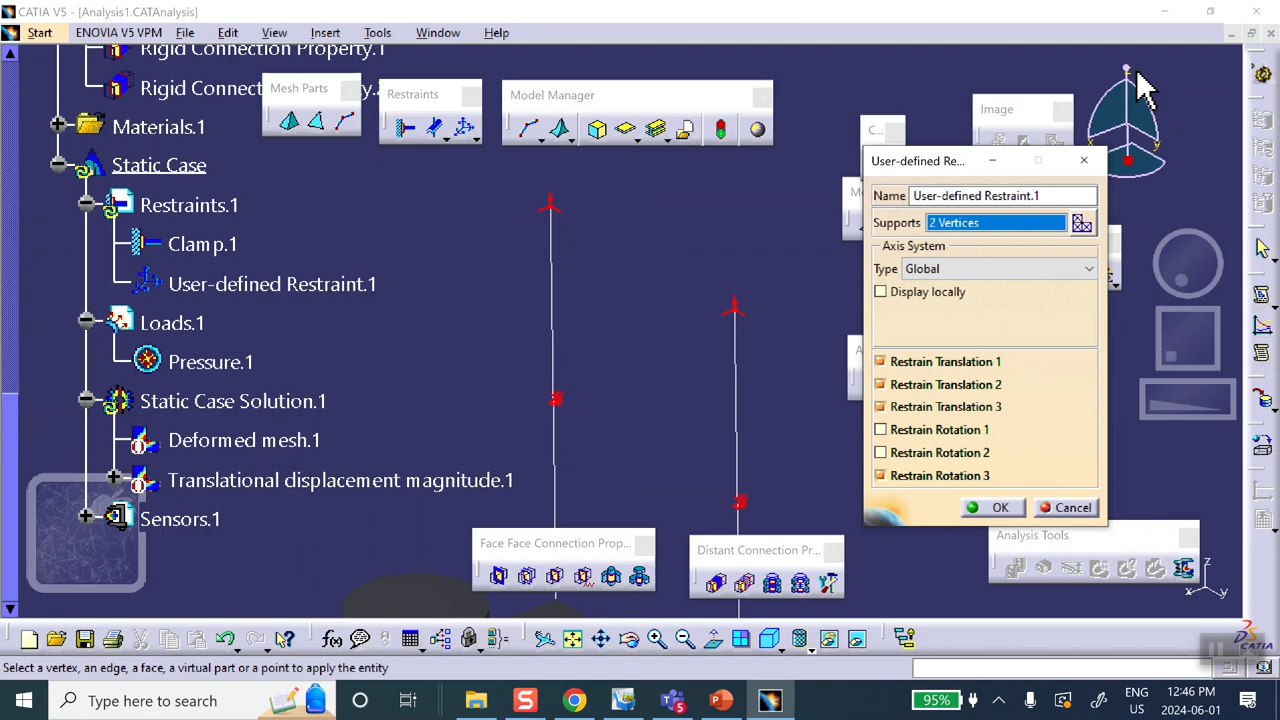 CATIA V5 - [Analysis1.CATAnalysis]
Start ENOVIA V5 VPM File Edit View Insert Tools Window Help
Rigid Connection Property.1
Rigid Connect
Materials.1
Static Case
Restraints.1
Clamp.1
User-defined Restraint.1
Loads.1
Pressure.1
Static Case Solution.1
Deformed mesh.1
Translational displacement magnitude.1
Sensors.1
Mesh Parts
Restraints
Model Manager
Image
C...
User-defined Re...
Name User-defined Restraint.1
Supports 2 Vertices
Axis System
Type Global
Display locally
Restrain Translation 1
Restrain Translation 2
Restrain Translation 3
Restrain Rotation 1
Restrain Rotation 2
Restrain Rotation 3
OK Cancel
Face Face Connection Prop...
Distant Connection Pr...
Analysis Tools
x y z
Select a vertex, an edge, a face, a virtual part or a point to apply the entity
CATIA
Type here to search
95%
ENG
US
12:46 PM
2024-06-01